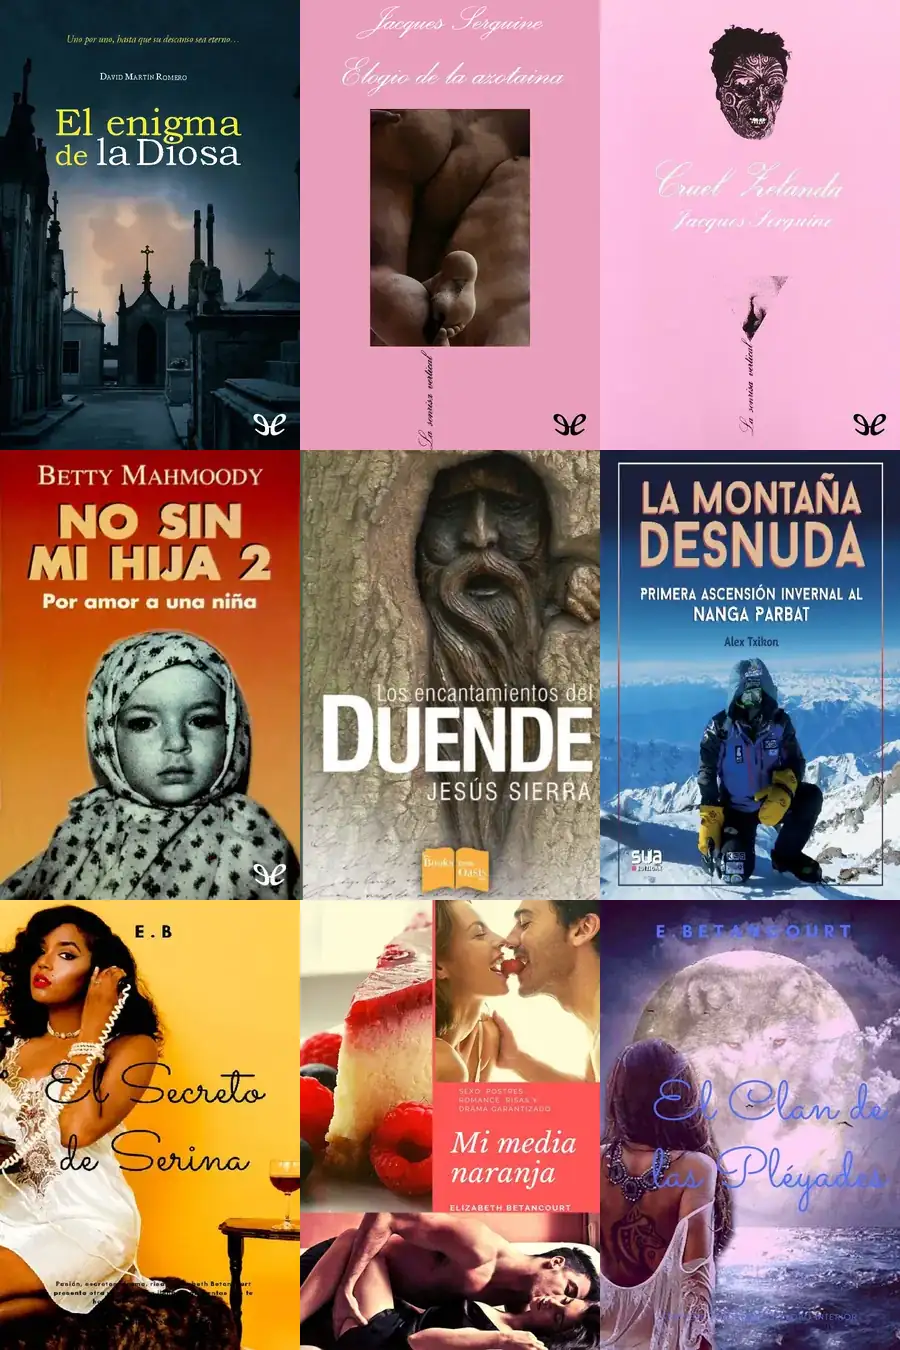 Uno por uno, hasta que su descanso sea eterno…
David Martín Romero
El enigma
de la Diosa
Jacques Serguine
Elogio de la azotaina
La sonrisa vertical
Cruel Zelanda
Jacques Serguine
La sonrisa vertical
BETTY MAHMOODY
NO SIN
MI HIJA 2
Por amor a una niña
Los encantamientos del
DUENDE
JESÚS SIERRA
Books
Oasis
LA MONTAÑA
DESNUDA
PRIMERA ASCENSIÓN INVERNAL AL
NANGA PARBAT
Alex Txikon
SUA
E.B
El Secreto
de Serina
SEXO, POSTRES,
ROMANCE, RISAS Y
DRAMA GARANTIZADO
Mi media
naranja
ELIZABETH BETANCOURT
E.BETANCOURT
El Clan de
las Pléyades